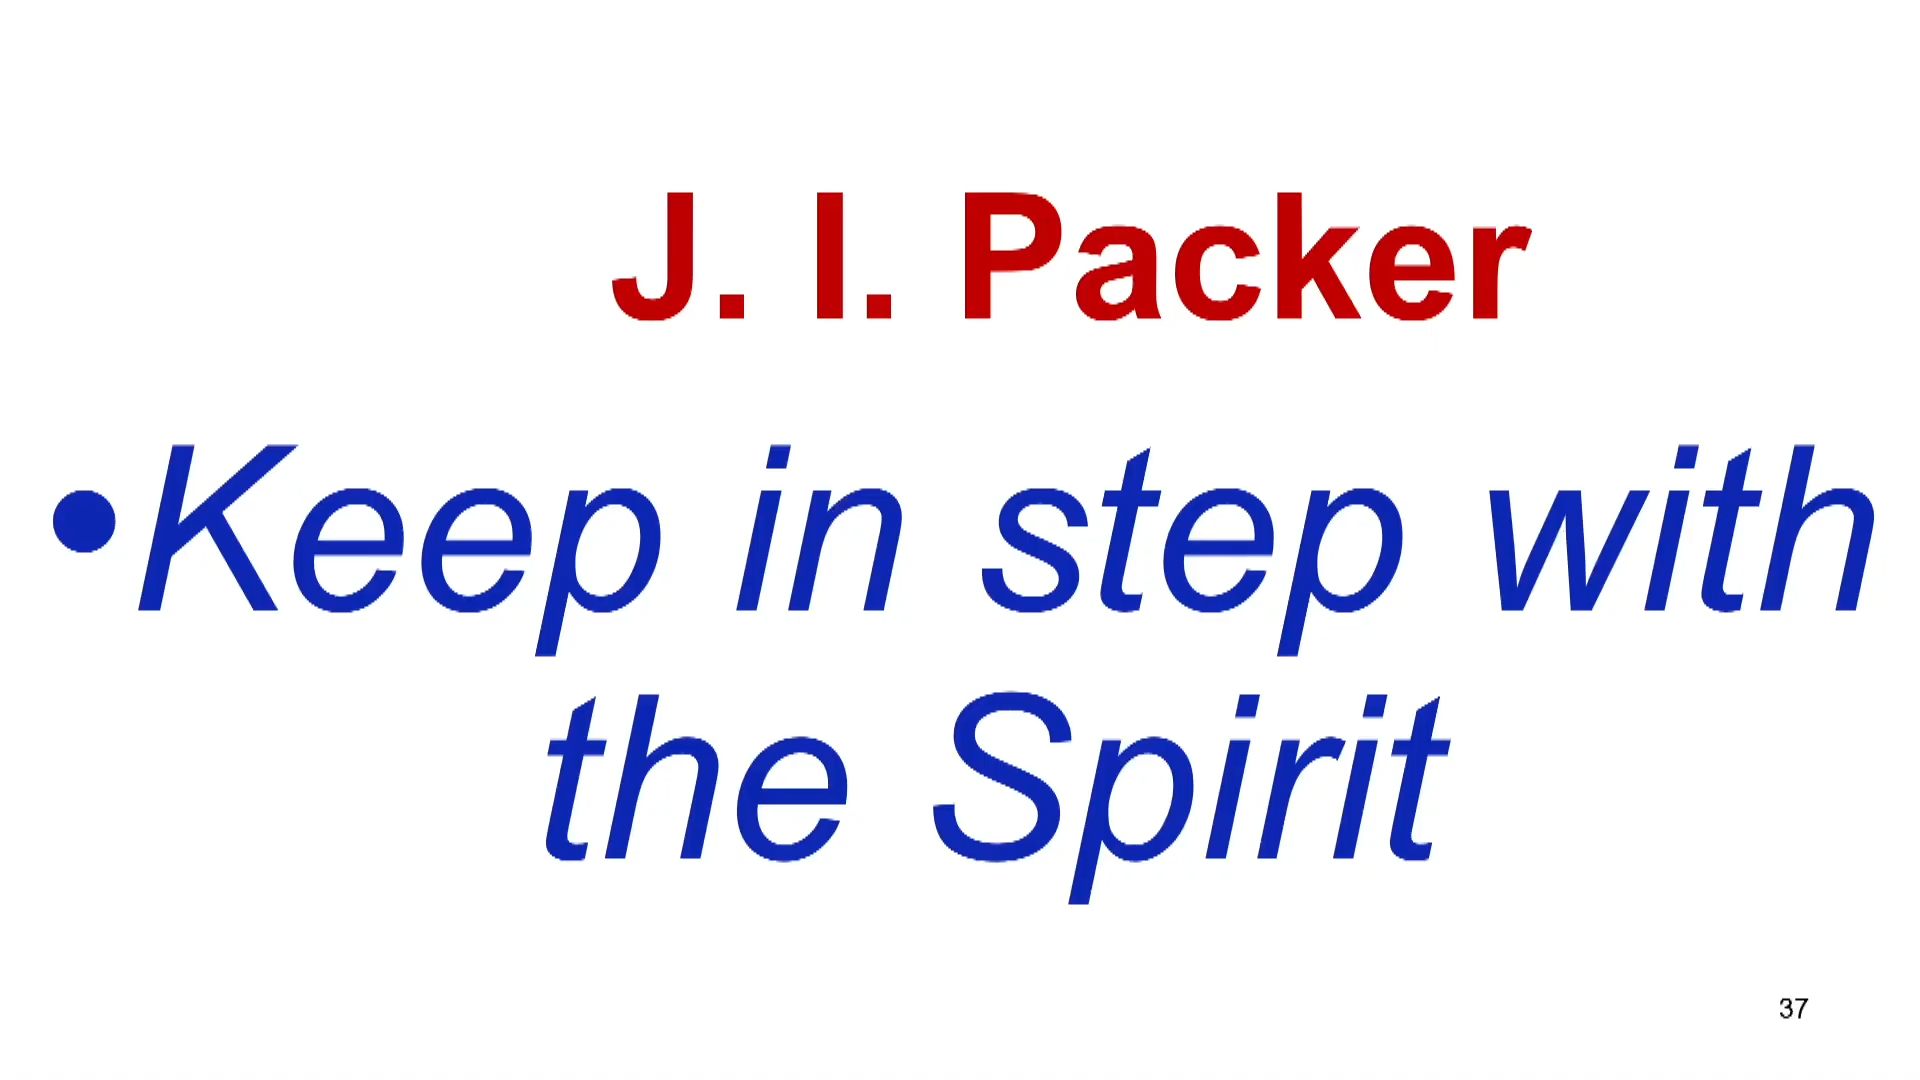 J. I. Packer
•Keep in step with
the Spirit
37